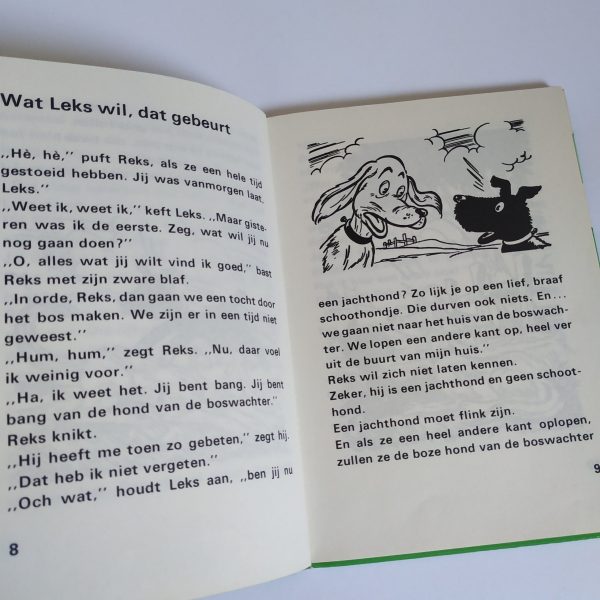 Wat Leks wil, dat gebeurt
,,Hè, hè,’’ puft Reks, als ze een hele tijd
gestoeid hebben. Jij was vanmorgen laat,
Leks.’’
,,Weet ik, weet ik,’’ keft Leks. ,,Maar giste-
ren was ik de eerste. Zeg, wat wil jij nu
nog gaan doen?’’
,,O, alles wat jij wilt vind ik goed,’’ bast
Reks met zijn zware blaf.
,,In orde, Reks, dan gaan we een tocht door
het bos maken. We zijn er in een tijd niet
geweest.’’
,,Hum, hum,’’ zegt Reks. ,,Nu, daar voel
ik weinig voor.’’
,,Ha, ik weet het. Jij bent bang. Jij bent
bang van de hond van de boswachter.’’
Reks knikt.
,,Hij heeft me toen zo gebeten,’’ zegt hij.
,,Dat heb ik niet vergeten.’’
,,Och wat,’’ houdt Leks aan, ,,ben jij nu
8
een jachthond? Zo lijk je op een lief, braaf
schoothondje. Die durven ook niets. En...
we gaan niet naar het huis van de boswach-
ter. We lopen een andere kant op, heel ver
uit de buurt van mijn huis.’’
Reks wil zich niet laten kennen.
Zeker, hij is een jachthond en geen schoot-
hond.
Een jachthond moet flink zijn.
En als ze een heel andere kant oplopen,
zullen ze de boze hond van de boswachter
9